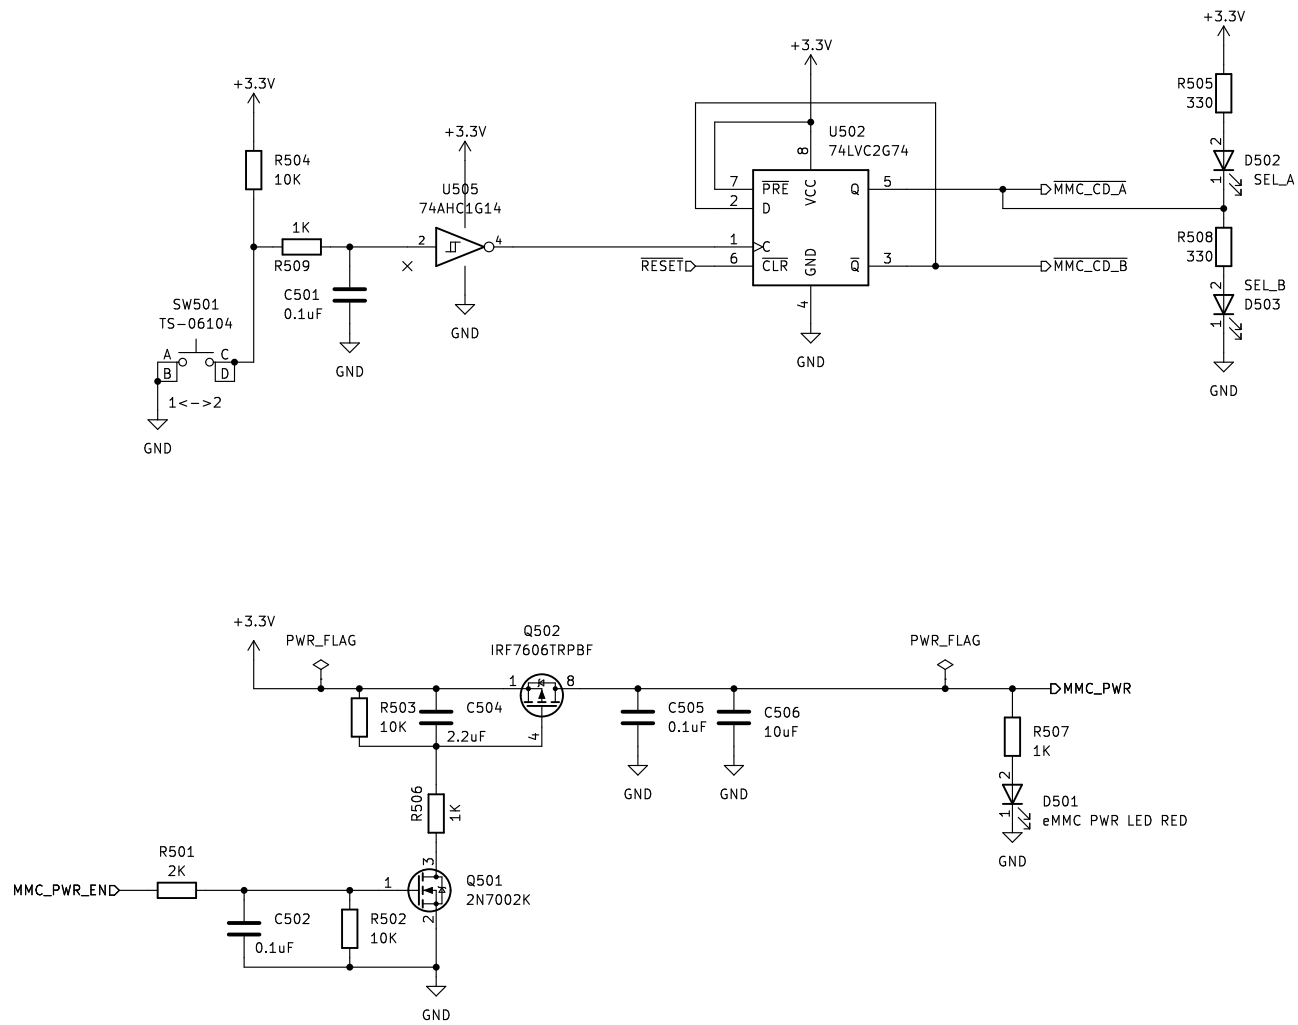 +3.3V
R505
330
2
D502
1
SEL_A
+3.3V
U502
74LVC2G74
8
7
PRE
VCC
Q
5
MMC_CD_A
2
D
1
C
GND
R508
330
RESET
6
CLR
Q
3
MMC_CD_B
4
GND
2
SEL_B
D503
1
GND
+3.3V
R504
10K
+3.3V
U505
74AHC1G14
1K
2
4
R509
C501
0.1uF
GND
GND
SW501
TS-06104
A
C
B
D
1<->2
GND
+3.3V
PWR_FLAG
Q502
IRF7606TRPBF
PWR_FLAG
1
8
MMC_PWR
R503
10K
C504
2.2uF
4
C505
0.1uF
C506
10uF
GND
GND
R507
1K
2
D501
1
eMMC PWR LED RED
GND
R506
1K
R501
2K
3
MMC_PWR_EN
1
Q501
2N7002K
2
C502
0.1uF
R502
10K
GND